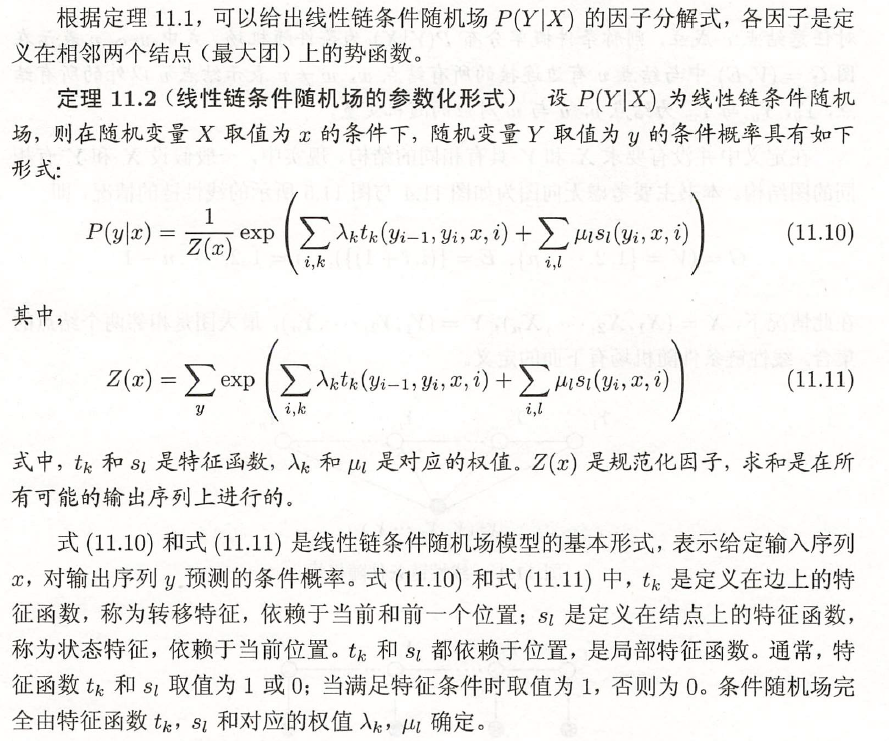 根据定理 11.1，可以给出线性链条件随机场 P(Y|X) 的因子分解式，各因子是定
义在相邻两个结点（最大团）上的势函数。
定理 11.2（线性链条件随机场的参数化形式） 设 P(Y|X) 为线性链条件随机
场，则在随机变量 X 取值为 x 的条件下，随机变量 Y 取值为 y 的条件概率具有如下
形式：
P(y|x) = \frac{1}{Z(x)} \exp\left(\sum_{i,k} \lambda_k t_k(y_{i-1}, y_i, x, i) + \sum_{i,l} \mu_l s_l(y_i, x, i)\right) (11.10)
其中，
Z(x) = \sum_{y} \exp\left(\sum_{i,k} \lambda_k t_k(y_{i-1}, y_i, x, i) + \sum_{i,l} \mu_l s_l(y_i, x, i)\right) (11.11)
式中，t_k 和 s_l 是特征函数，λ_k 和 μ_l 是对应的权值。Z(x) 是规范化因子，求和是在所
有可能的输出序列上进行的。
式 (11.10) 和式 (11.11) 是线性链条件随机场模型的基本形式，表示给定输入序列
x，对输出序列 y 预测的条件概率。式 (11.10) 和式 (11.11) 中，t_k 是定义在边上的特
征函数，称为转移特征，依赖于当前和前一个位置；s_l 是定义在结点上的特征函数，
称为状态特征，依赖于当前位置。t_k 和 s_l 都依赖于位置，是局部特征函数。通常，特
征函数 t_k 和 s_l 取值为 1 或 0；当满足特征条件时取值为 1，否则为 0。条件随机场完
全由特征函数 t_k，s_l 和对应的权值 λ_k，μ_l 确定。